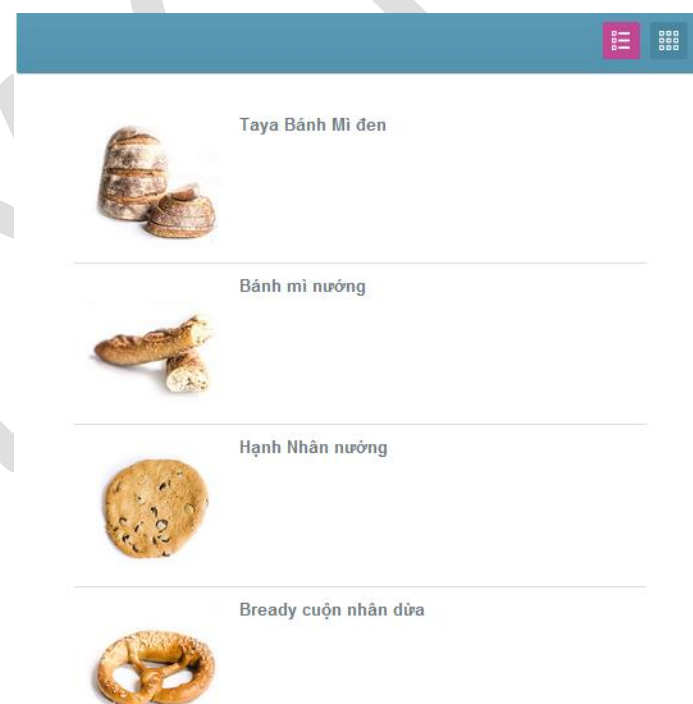 Taya Bánh Mì đen
Bánh mì nướng
Hạnh Nhân nướng
Bready cuộn nhân dừa